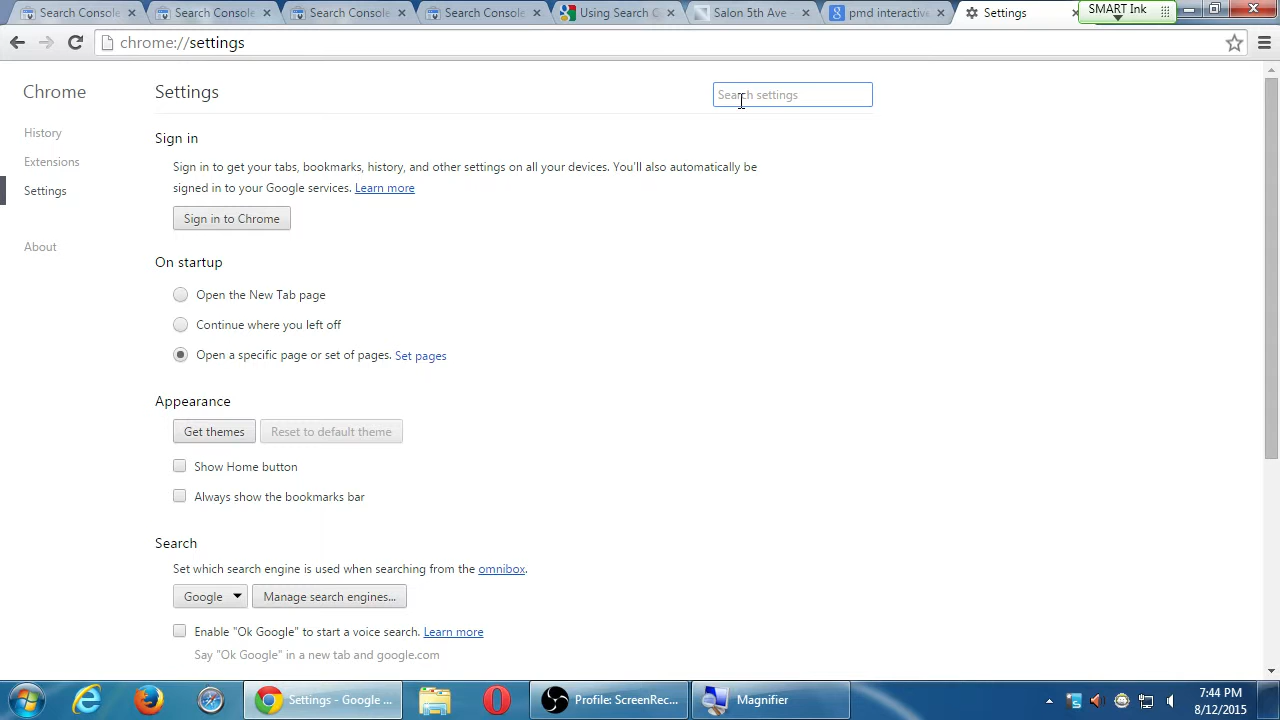 Search Console
Search Console
Search Console
Search Console
Using Search
Salon 5th Ave
pmd interactive
Settings
SMART Ink
chrome://settings
Chrome
Settings
Search settings
History
Extensions
Settings
About
Sign in
Sign in to get your tabs, bookmarks, history, and other settings on all your devices. You'll also automatically be
signed in to your Google services. Learn more
Sign in to Chrome
On startup
Open the New Tab page
Continue where you left off
Open a specific page or set of pages. Set pages
Appearance
Get themes
Reset to default theme
Show Home button
Always show the bookmarks bar
Search
Set which search engine is used when searching from the omnibox.
Google
Manage search engines...
Enable "Ok Google" to start a voice search. Learn more
Say "Ok Google" in a new tab and google.com
Settings - Google ...
Profile: ScreenRec...
Magnifier
7:44 PM
8/12/2015